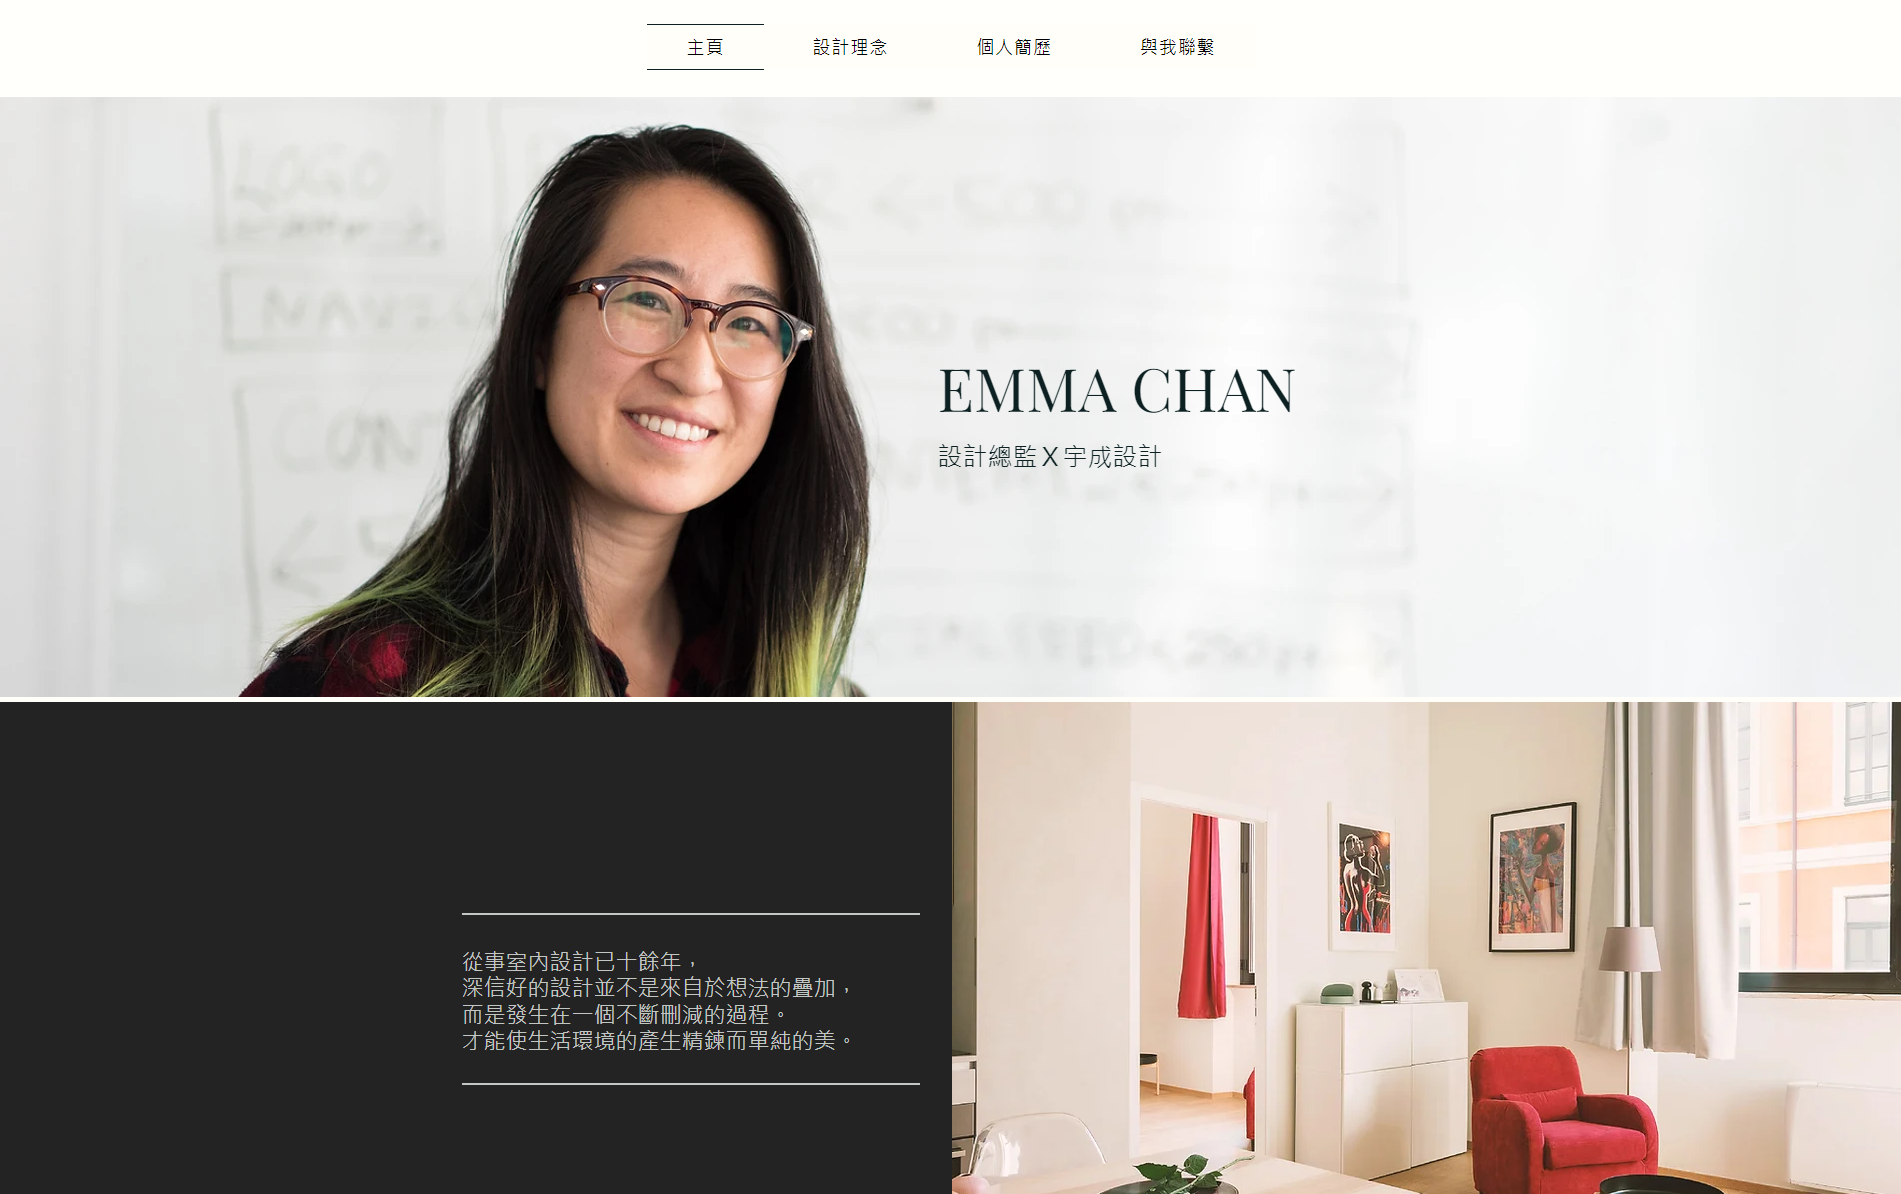 主頁
設計理念
個人簡歷
與我聯繫
LOGO
EMMA CHAN
設計總監 X 宇成設計
從事室內設計已十餘年，
深信好的設計並不是來自於想法的疊加，
而是發生在一個不斷刪減的過程。
才能使生活環境的產生精鍊而單純的美。